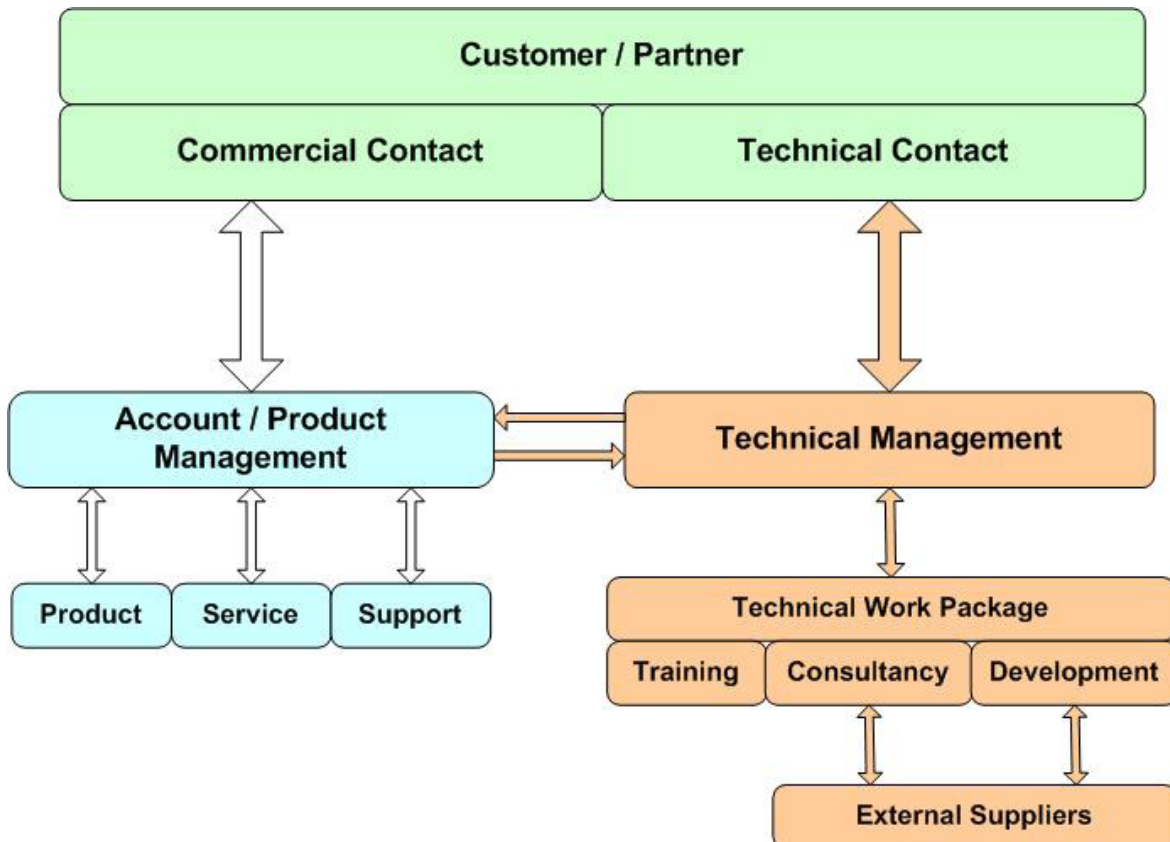 Customer / Partner
Commercial Contact
Technical Contact
Account / Product
Management
Technical Management
Product
Service
Support
Technical Work Package
Training
Consultancy
Development
External Suppliers